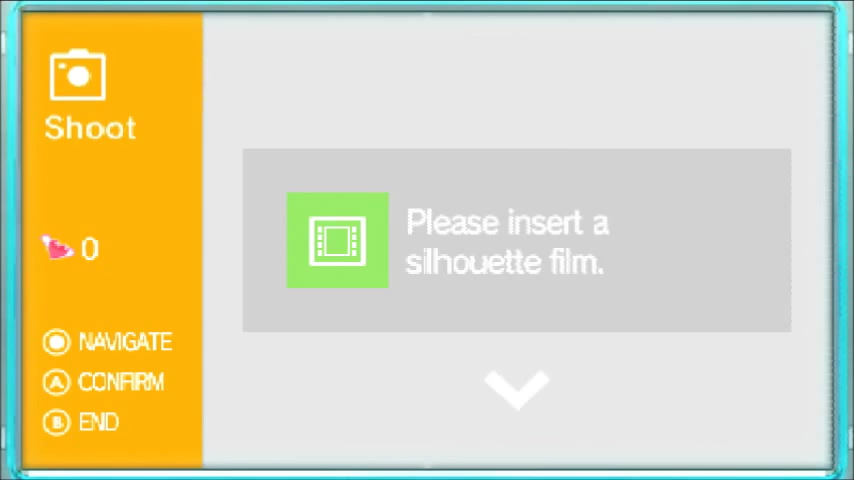 Shoot
0
Please insert a
silhouette film.
NAVIGATE
A CONFIRM
B END